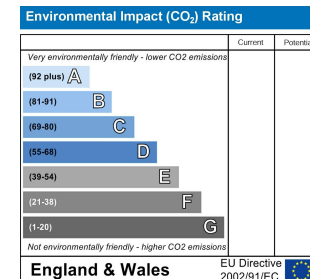 Environmental Impact (CO₂) Rating
Current Potentia
Very environmentally friendly - lower CO2 emissions
(92 plus) A
(81-91) B
(69-80) C
(55-68) D
(39-54) E
(21-38) F
(1-20) G
Not environmentally friendly - higher CO2 emissions
England & Wales
EU Directive
2002/91/EC